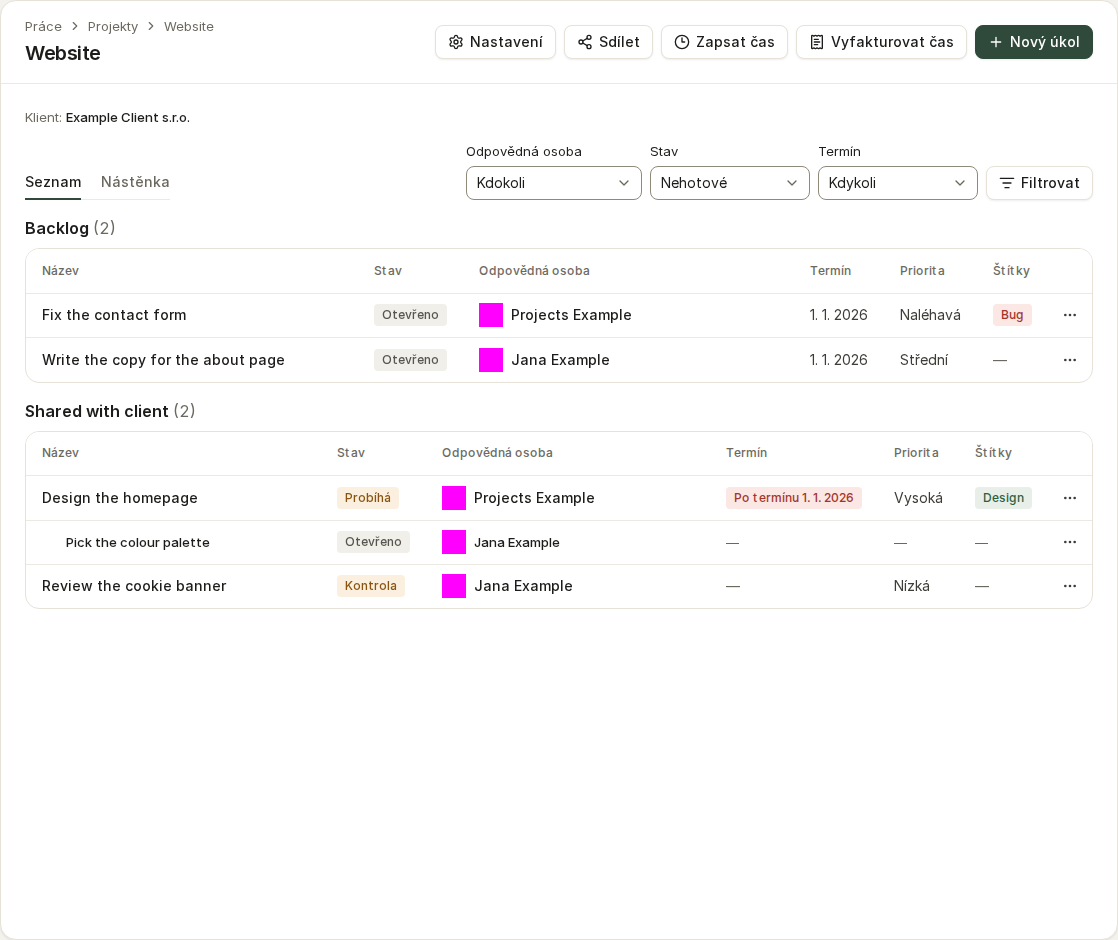 Práce > Projekty > Website
Website
Nastavení
Sdílet
Zapsat čas
Vyfakturovat čas
+ Nový úkol
Klient: Example Client s.r.o.
Seznam
Nástěnka
Odpovědná osoba
Kdokoli
Stav
Nehotové
Termín
Kdykoli
Filtrovat
Backlog (2)
Název Stav Odpovědná osoba Termín Priorita Štítky
Fix the contact form Otevřeno Projects Example 1. 1. 2026 Naléhavá Bug ···
Write the copy for the about page Otevřeno Jana Example 1. 1. 2026 Střední — ···
Shared with client (2)
Název Stav Odpovědná osoba Termín Priorita Štítky
Design the homepage Probíhá Projects Example Po termínu 1. 1. 2026 Vysoká Design ···
Pick the colour palette Otevřeno Jana Example — — — ···
Review the cookie banner Kontrola Jana Example — Nízká — ···